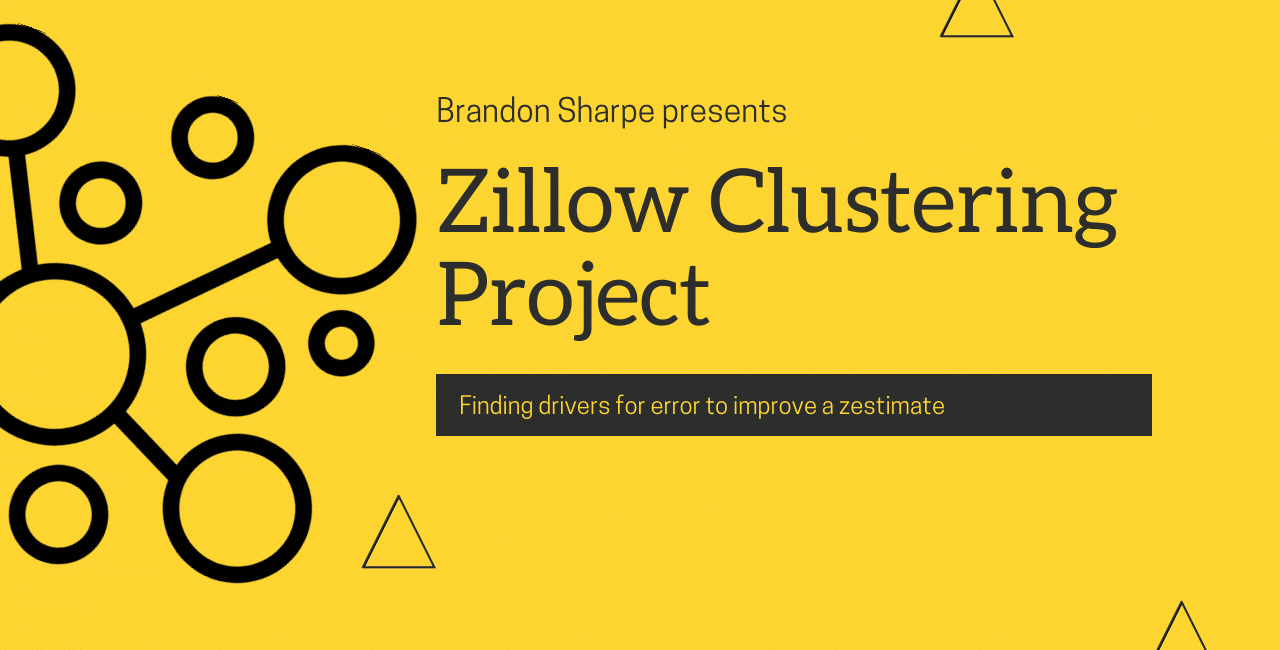 Brandon Sharpe presents
Zillow Clustering
Project
Finding drivers for error to improve a zestimate